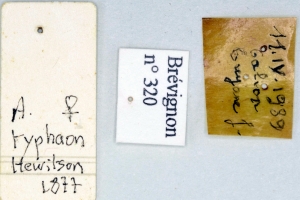 A. ♀
typhaon
Hewitson
1877
Brévignon
n° 320
11.IV.1989